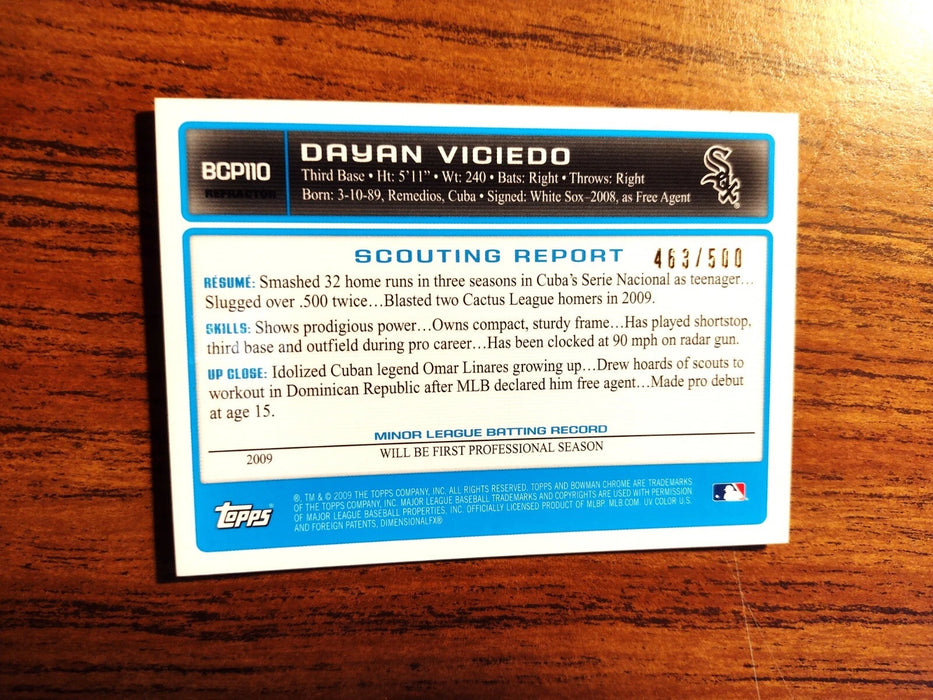 BCP110
REFRACTOR
DAYAN VICIEDO
Third Base • Ht: 5'11" • Wt: 240 • Bats: Right • Throws: Right
Born: 3-10-89, Remedios, Cuba • Signed: White Sox–2008, as Free Agent
Sox
SCOUTING REPORT
463/500
RÉSUMÉ: Smashed 32 home runs in three seasons in Cuba's Serie Nacional as teenager…
Slugged over .500 twice…Blasted two Cactus League homers in 2009.
SKILLS: Shows prodigious power…Owns compact, sturdy frame…Has played shortstop,
third base and outfield during pro career…Has been clocked at 90 mph on radar gun.
UP CLOSE: Idolized Cuban legend Omar Linares growing up…Drew hoards of scouts to
workout in Dominican Republic after MLB declared him free agent…Made pro debut
at age 15.
MINOR LEAGUE BATTING RECORD
2009 WILL BE FIRST PROFESSIONAL SEASON
Topps
®, TM & © 2009 THE TOPPS COMPANY, INC. ALL RIGHTS RESERVED. TOPPS AND BOWMAN CHROME ARE TRADEMARKS
OF THE TOPPS COMPANY, INC. MAJOR LEAGUE BASEBALL TRADEMARKS AND COPYRIGHTS ARE USED WITH PERMISSION
OF MAJOR LEAGUE BASEBALL PROPERTIES, INC. OFFICIALLY LICENSED PRODUCT OF MLBP. MLB.COM. UV COLOR U.S.
AND FOREIGN PATENTS, DIMENSIONALFX®